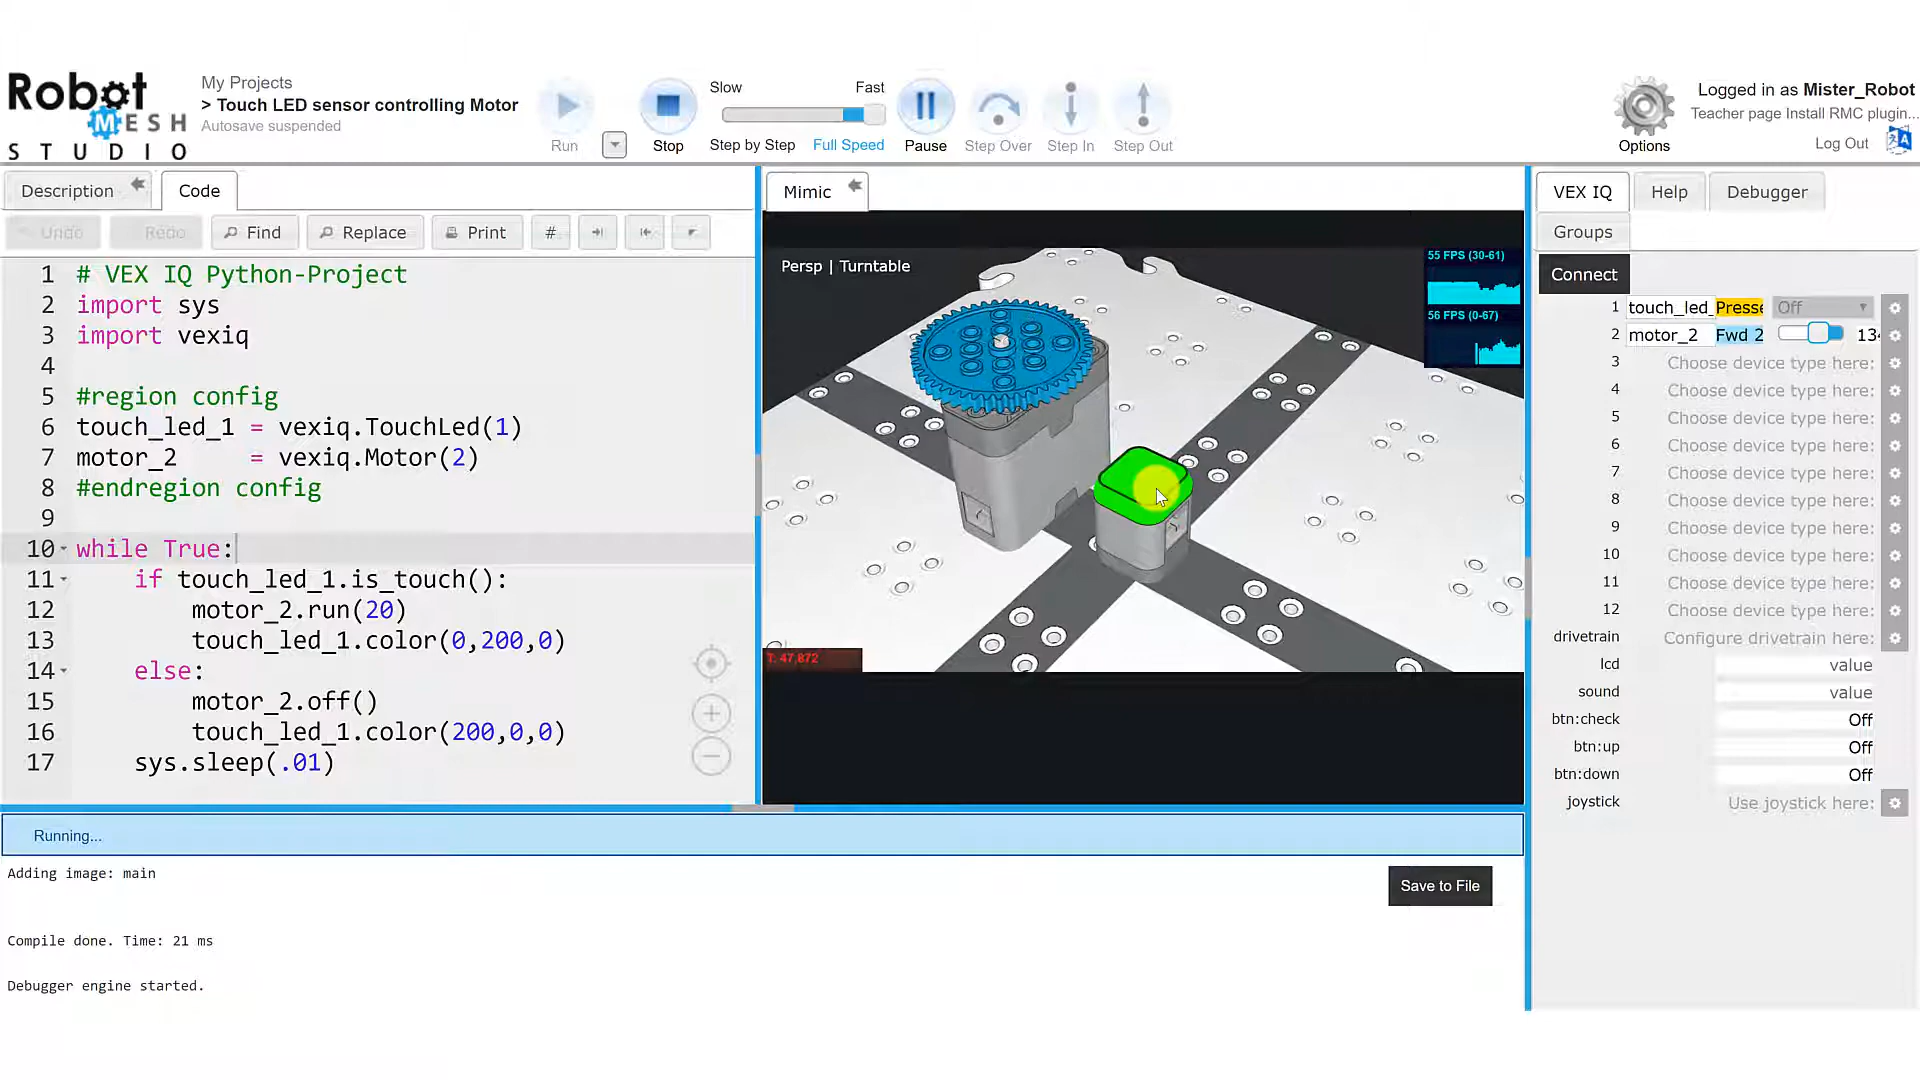 Robot
MESH
STUDIO
My Projects
> Touch LED sensor controlling Motor
Autosave suspended
Run
Stop
Slow
Fast
Step by Step
Full Speed
Pause
Step Over
Step In
Step Out
Options
Logged in as Mister_Robot
Teacher page Install RMC plugin...
Log Out
Description
Code
Undo
Redo
Find
Replace
Print
#
1 # VEX IQ Python-Project
2 import sys
3 import vexiq
4
5 #region config
6 touch_led_1 = vexiq.TouchLed(1)
7 motor_2 = vexiq.Motor(2)
8 #endregion config
9
10 while True:
11 if touch_led_1.is_touch():
12 motor_2.run(20)
13 touch_led_1.color(0,200,0)
14 else:
15 motor_2.off()
16 touch_led_1.color(200,0,0)
17 sys.sleep(.01)
Mimic
Persp | Turntable
55 FPS (30-61)
56 FPS (0-67)
T: 47,872
VEX IQ
Help
Debugger
Groups
Connect
1 touch_led_ Presse Off
2 motor_2 Fwd 2 134
3 Choose device type here:
4 Choose device type here:
5 Choose device type here:
6 Choose device type here:
7 Choose device type here:
8 Choose device type here:
9 Choose device type here:
10 Choose device type here:
11 Choose device type here:
12 Choose device type here:
drivetrain Configure drivetrain here:
lcd value
sound value
btn:check Off
btn:up Off
btn:down Off
joystick Use joystick here:
Running...
Adding image: main
Save to File
Compile done. Time: 21 ms
Debugger engine started.